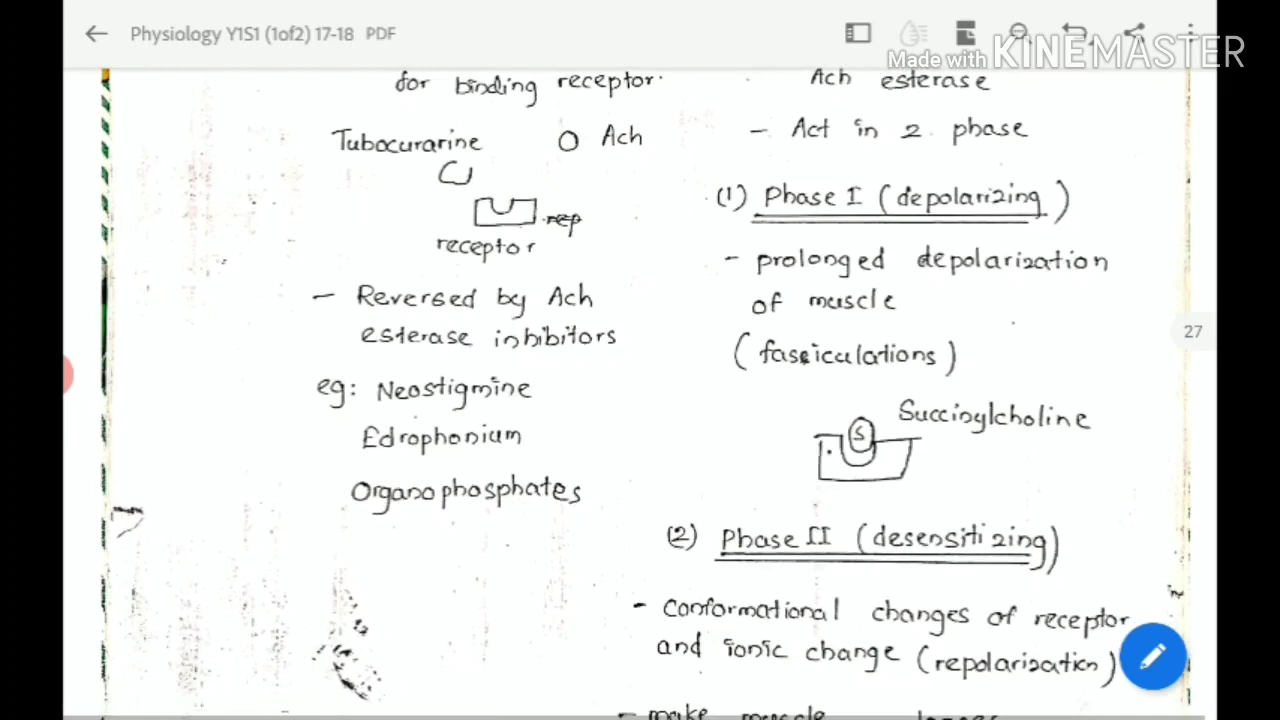 Physiology Y1S1 (1of2) 17-18 PDF
Made with KINEMASTER
for binding receptor.
Tubocurarine O Ach
rep
receptor
- Reversed by Ach
esterase inhibitors
eg: Neostigmine
Edrophonium
Organophosphates
Ach esterase
- Act in 2 phase
(1) Phase I (depolarizing)
- prolonged depolarization
of muscle
(fasciculations)
Succinylcholine
S
(2) Phase II (desensitizing)
- conformational changes of receptor
and ionic change (repolarization)
- make muscle
27